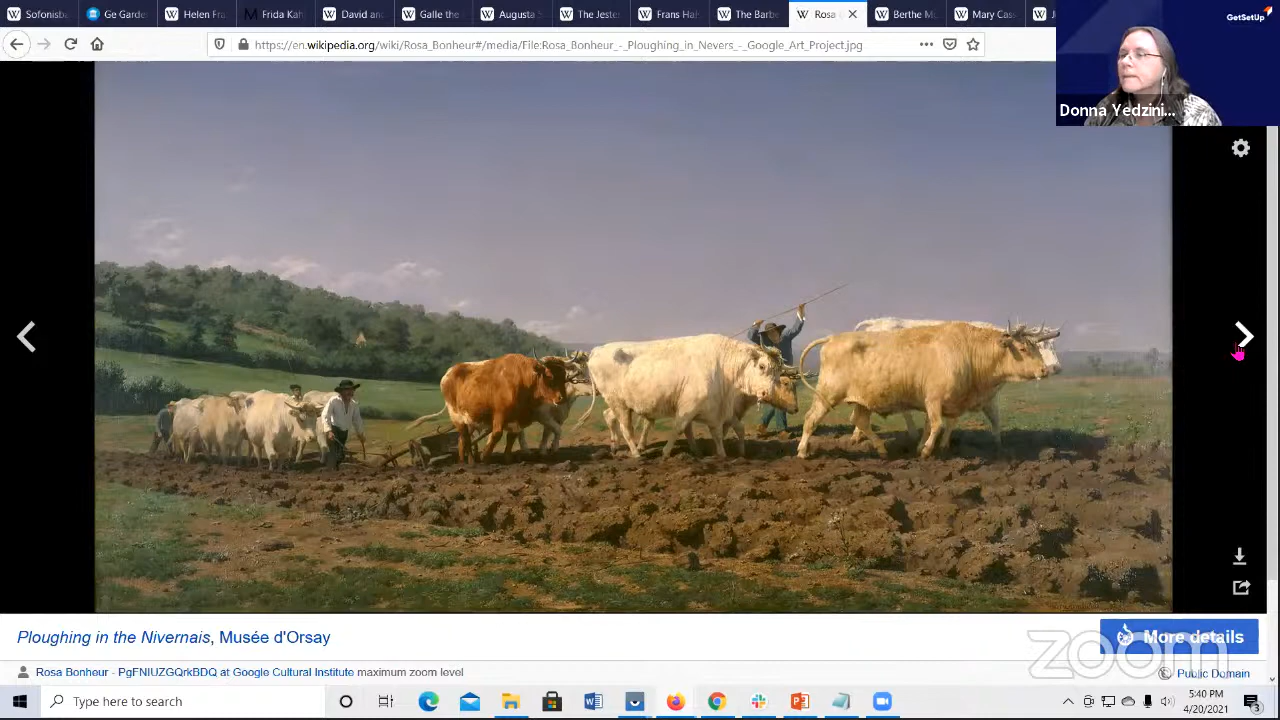 Sofonisb
Ge Garde
Helen Fra
Frida Kah
David an
Galle the
Augusta S
The Jeste
Frans Hal
The Barbe
Rosa
Berthe M
Mary Cas
GetSetUp
https://en.wikipedia.org/wiki/Rosa_Bonheur#/media/File:Rosa_Bonheur_-_Ploughing_in_Nevers_-_Google_Art_Project.jpg
Donna Yedzini...
Ploughing in the Nivernais, Musée d'Orsay
More details
zoom
Rosa Bonheur - PgFNIUZGQrkBDQ at Google Cultural Institute maximum zoom level
Public Domain
Type here to search
5:40 PM
4/20/2021
3